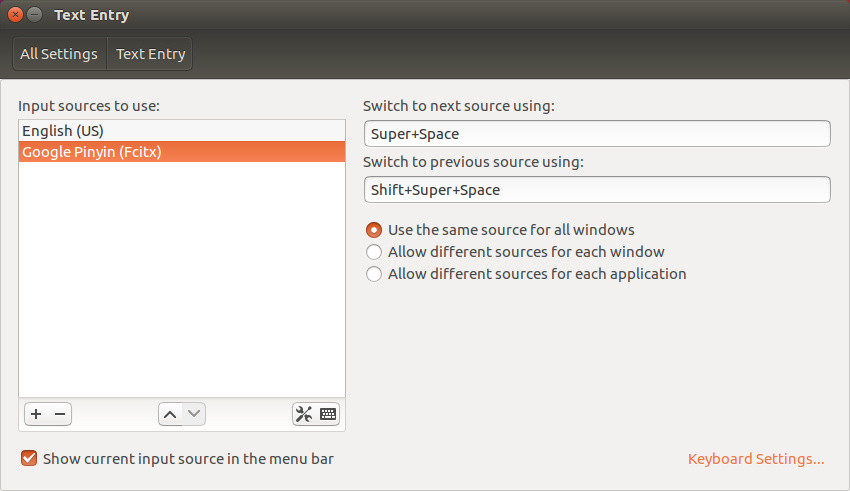 Text Entry
All Settings
Text Entry
Input sources to use:
English (US)
Google Pinyin (Fcitx)
Switch to next source using:
Super+Space
Switch to previous source using:
Shift+Super+Space
Use the same source for all windows
Allow different sources for each window
Allow different sources for each application
Show current input source in the menu bar
Keyboard Settings...